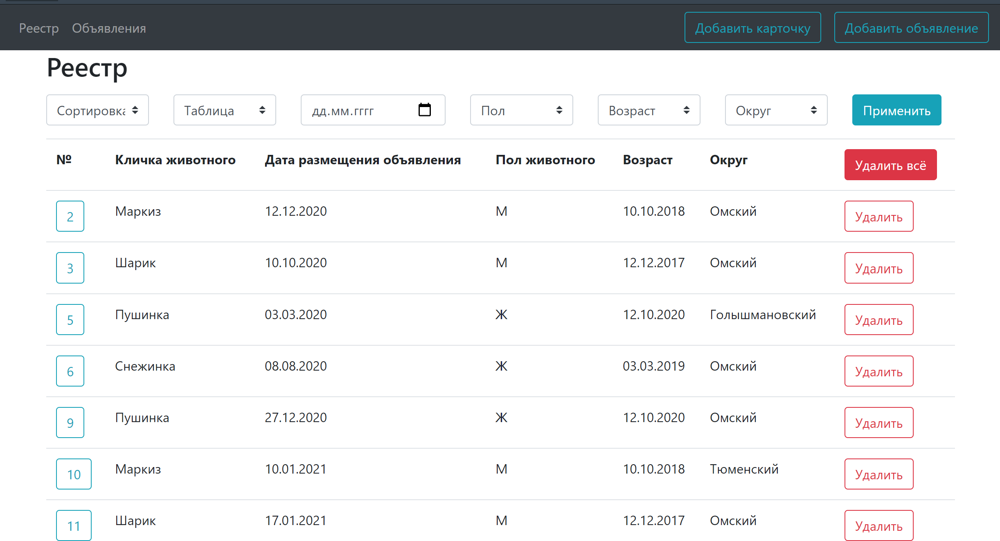 Реестр Объявления Добавить карточку Добавить объявление
Реестр
Сортировка Таблица дд.мм.гггг Пол Возраст Округ Применить
№ Кличка животного Дата размещения объявления Пол животного Возраст Округ Удалить всё
2 Маркиз 12.12.2020 М 10.10.2018 Омский Удалить
3 Шарик 10.10.2020 М 12.12.2017 Омский Удалить
5 Пушинка 03.03.2020 Ж 12.10.2020 Голышмановский Удалить
6 Снежинка 08.08.2020 Ж 03.03.2019 Омский Удалить
9 Пушинка 27.12.2020 Ж 12.10.2020 Омский Удалить
10 Маркиз 10.01.2021 М 10.10.2018 Тюменский Удалить
11 Шарик 17.01.2021 М 12.12.2017 Омский Удалить